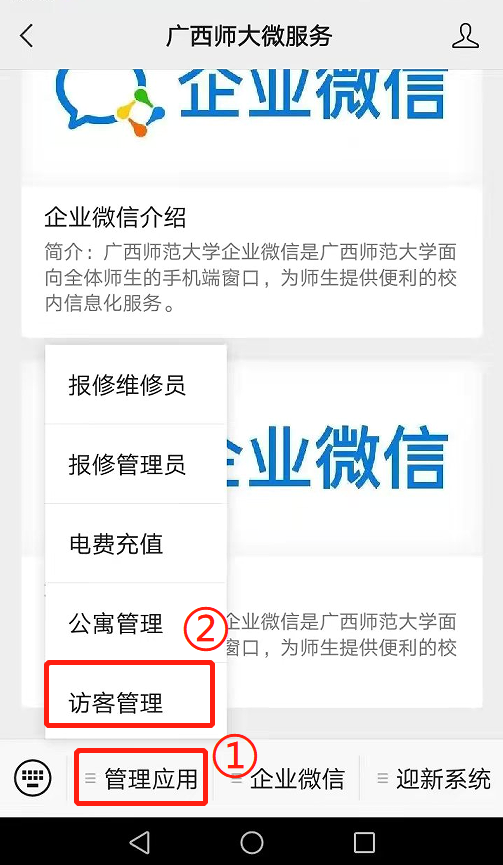 广西师大微服务
企业微信
企业微信介绍
简介：广西师范大学企业微信是广西师范大学面
向全体师生的手机端窗口，为师生提供便利的校
内信息化服务。
报修维修员
报修管理员
电费充值
公寓管理
访客管理
②
企业微信
企业微信是广西师范大学面
窗口，为师生提供便利的校
①
管理应用
企业微信
迎新系统